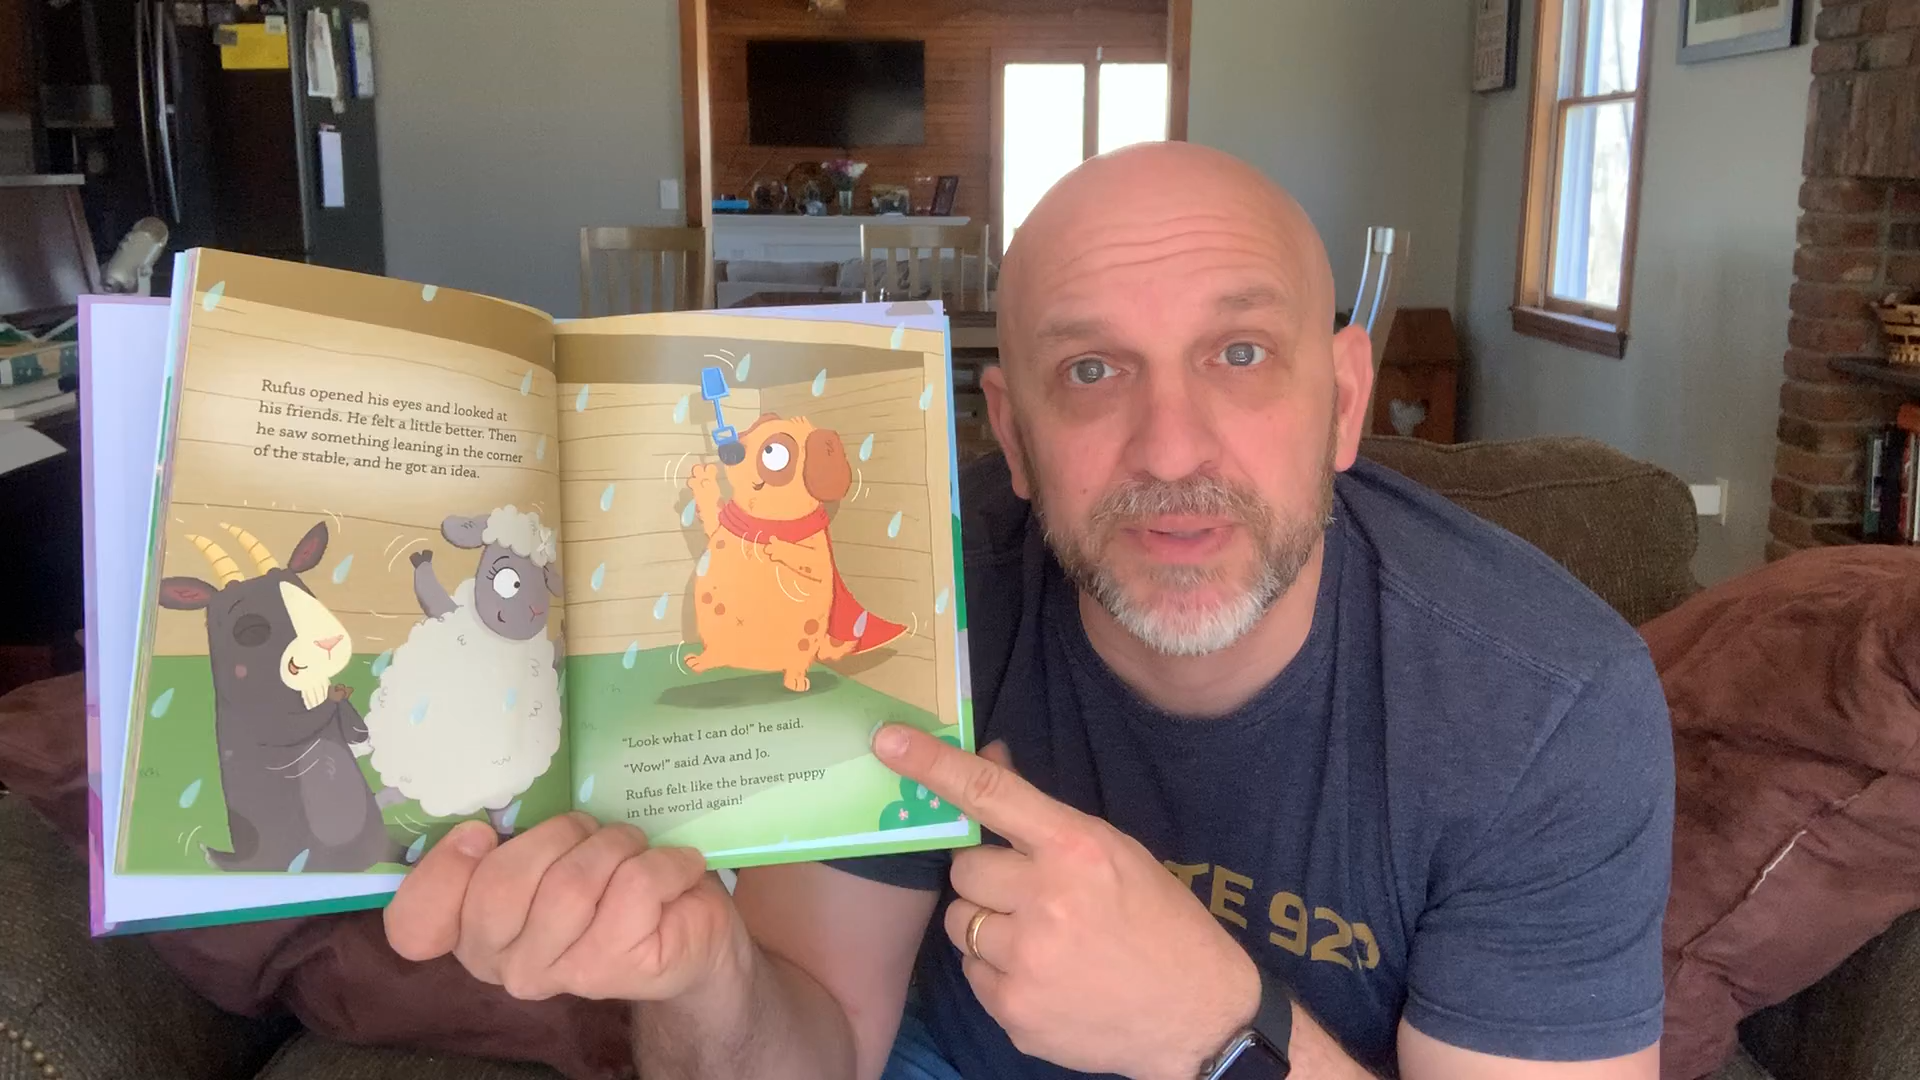 Rufus opened his eyes and looked at
his friends. He felt a little better. Then
he saw something leaning in the corner
of the stable, and he got an idea.
“Look what I can do!” he said.
“Wow!” said Ava and Jo.
Rufus felt like the bravest puppy
in the world again!